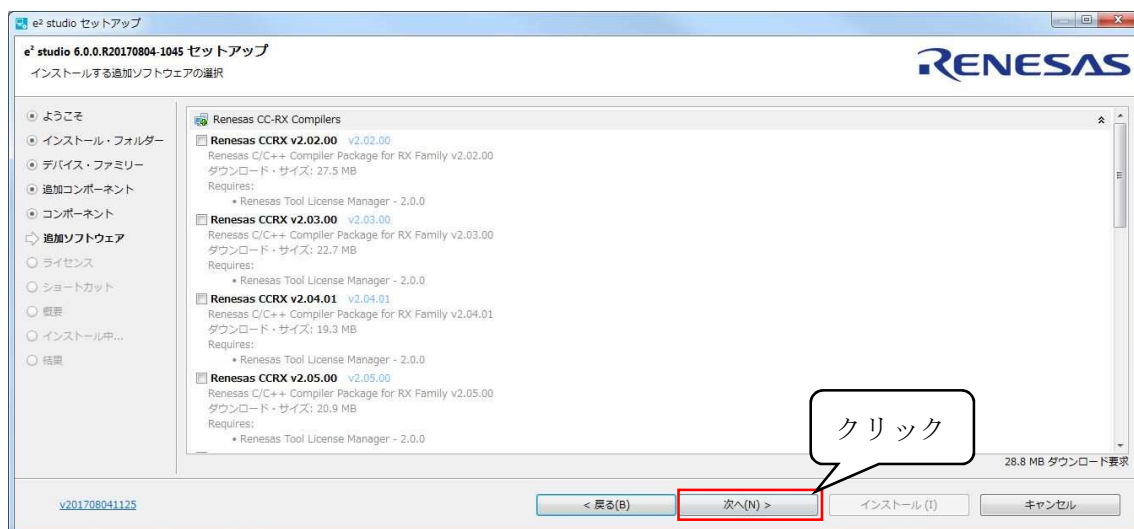 e² studio セットアップ
e² studio 6.0.0.R20170804-1045 セットアップ
インストールする追加ソフトウェアの選択
RENESAS
ようこそ
インストール・フォルダー
デバイス・ファミリー
追加コンポーネント
コンポーネント
追加ソフトウェア
ライセンス
ショートカット
概要
インストール中...
結果
Renesas CC-RX Compilers
Renesas CCRX v2.02.00 v2.02.00
Renesas C/C++ Compiler Package for RX Family v2.02.00
ダウンロード・サイズ: 27.5 MB
Requires:
• Renesas Tool License Manager - 2.0.0
Renesas CCRX v2.03.00 v2.03.00
Renesas C/C++ Compiler Package for RX Family v2.03.00
ダウンロード・サイズ: 22.7 MB
Requires:
• Renesas Tool License Manager - 2.0.0
Renesas CCRX v2.04.01 v2.04.01
Renesas C/C++ Compiler Package for RX Family v2.04.01
ダウンロード・サイズ: 19.3 MB
Requires:
• Renesas Tool License Manager - 2.0.0
Renesas CCRX v2.05.00 v2.05.00
Renesas C/C++ Compiler Package for RX Family v2.05.00
ダウンロード・サイズ: 20.9 MB
Requires:
• Renesas Tool License Manager - 2.0.0
クリック
28.8 MB ダウンロード要求
v201708041125
< 戻る(B)
次へ(N) >
インストール (I)
キャンセル